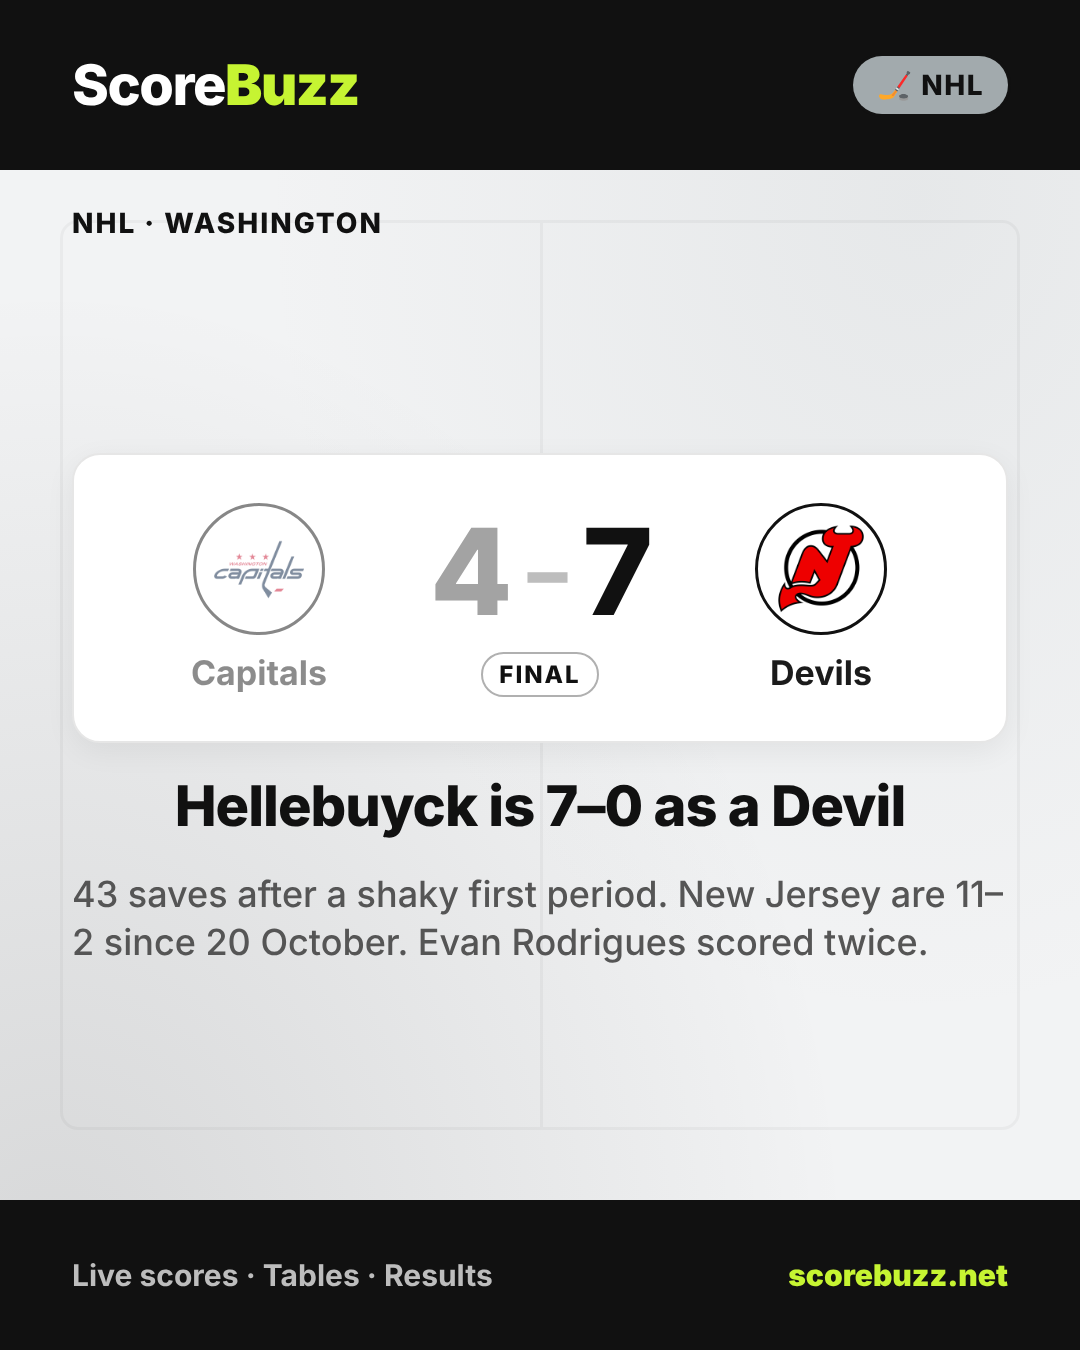 ScoreBuzz
NHL
NHL · WASHINGTON
WASHINGTON
capitals
4–7
Capitals
FINAL
Devils
Hellebuyck is 7–0 as a Devil
43 saves after a shaky first period. New Jersey are 11–
2 since 20 October. Evan Rodrigues scored twice.
Live scores · Tables · Results
scorebuzz.net